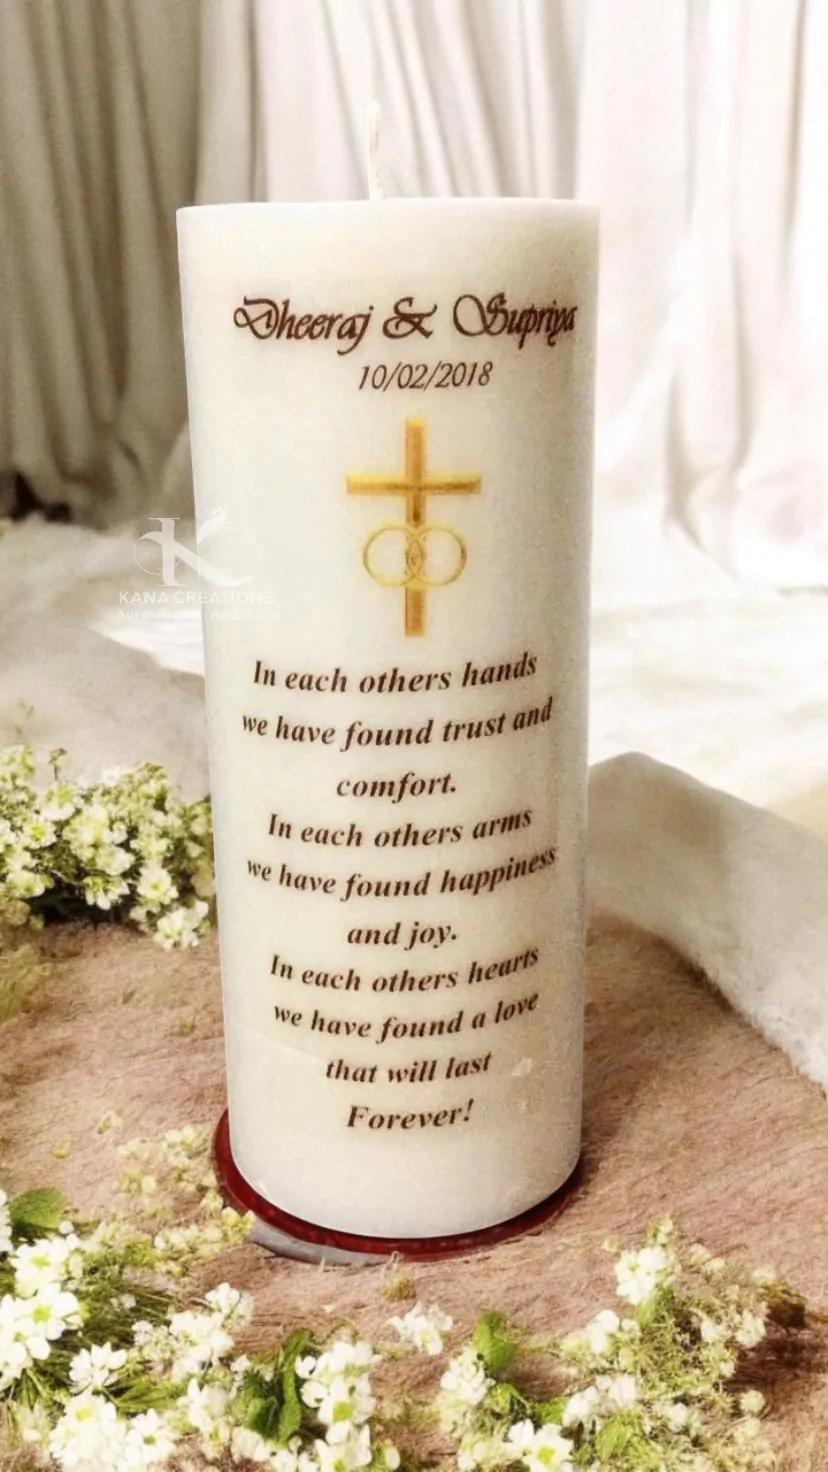 Dheeraj & Supriya
10/02/2018
In each others hands
we have found trust and
comfort.
In each others arms
we have found happiness
and joy.
In each others hearts
we have found a love
that will last
Forever!
KANA CREATIONS